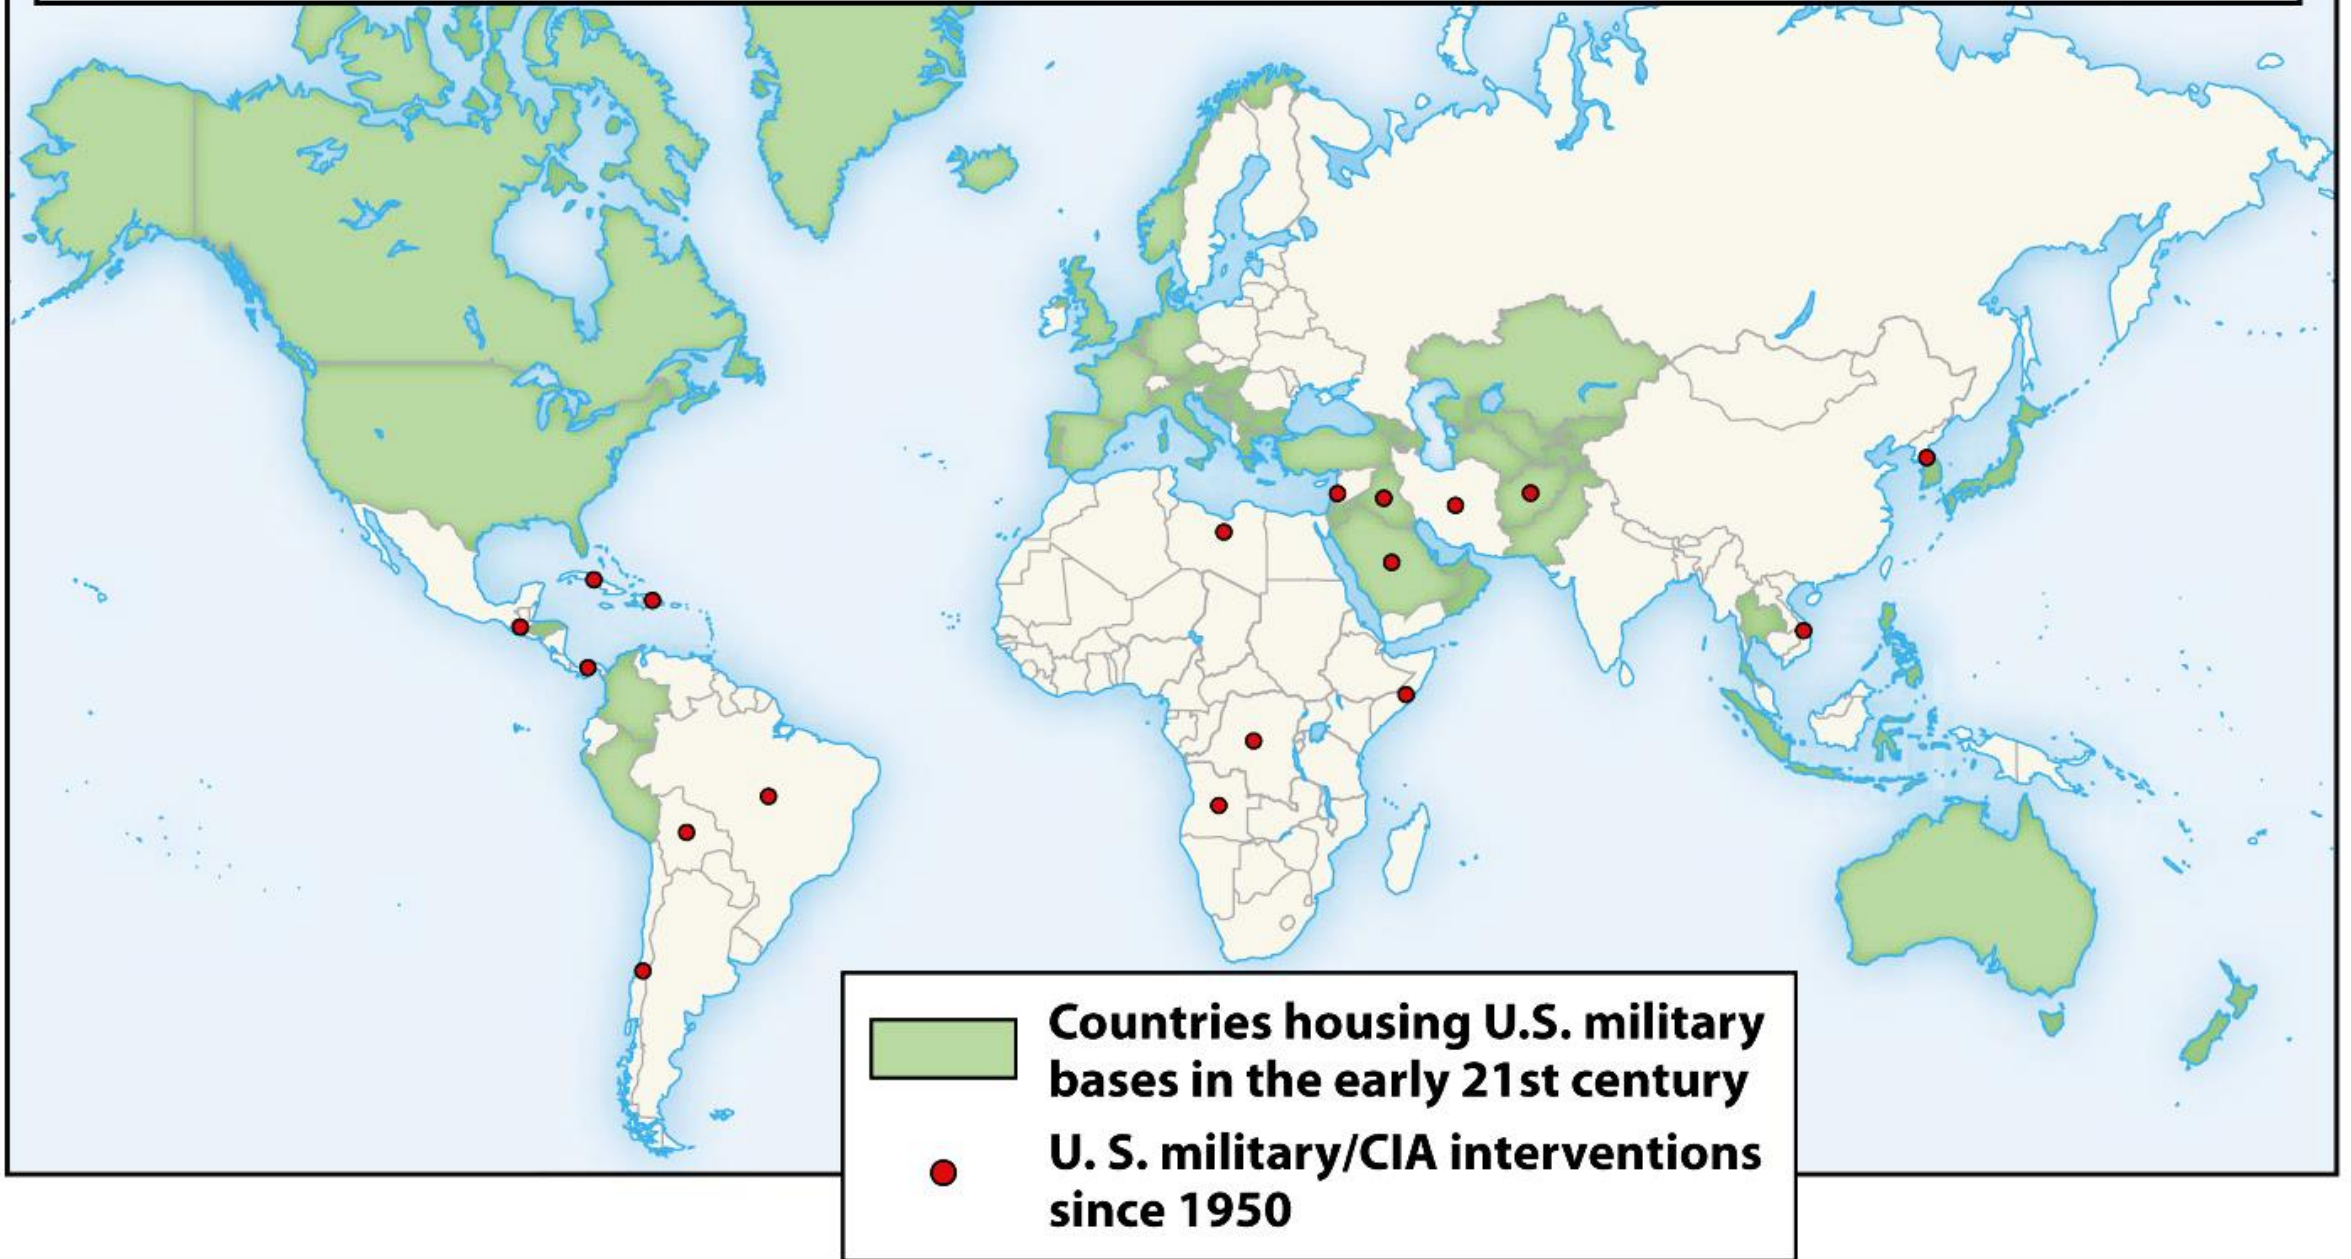 Countries housing U.S. military
bases in the early 21st century
U. S. military/CIA interventions
since 1950